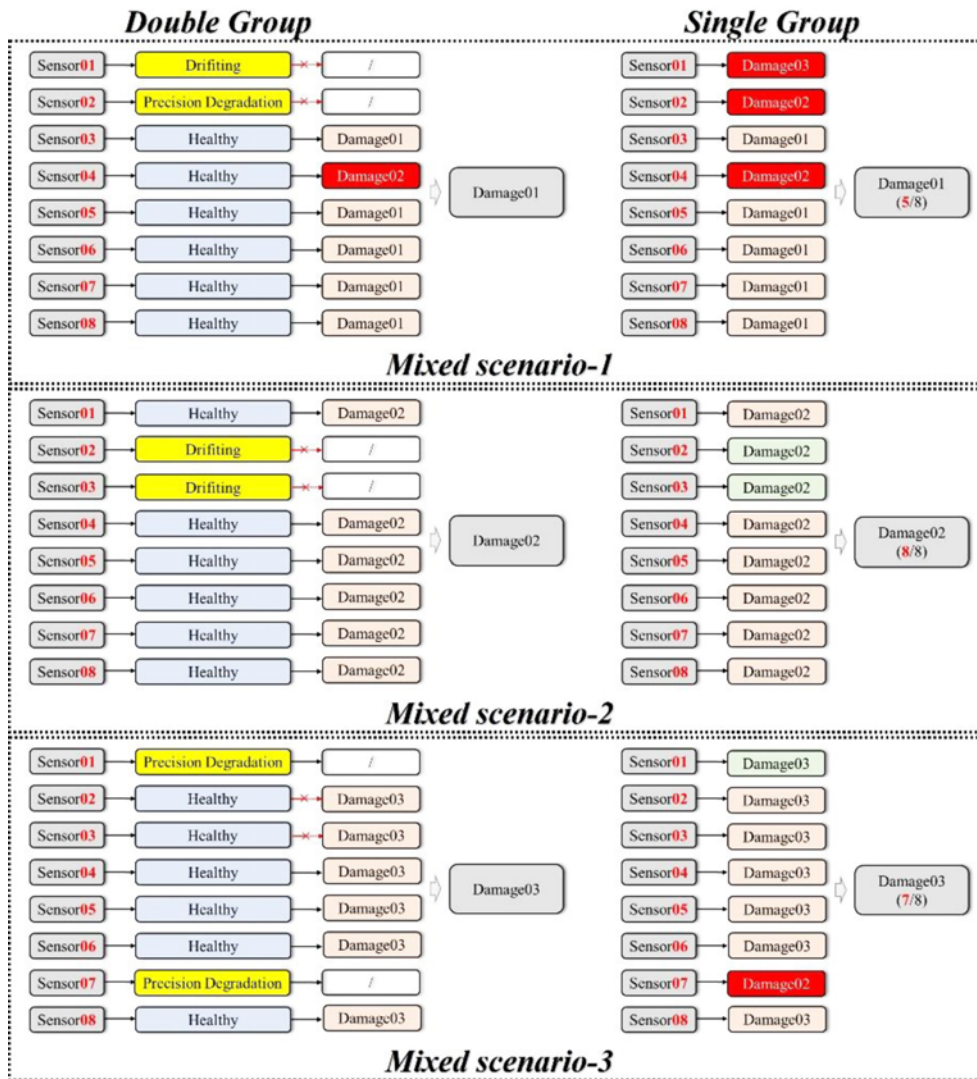 Double Group Single Group
Sensor01 Drifiting / Sensor01 Damage03
Sensor02 Precision Degradation / Sensor02 Damage02
Sensor03 Healthy Damage01 Sensor03 Damage01
Sensor04 Healthy Damage02 Damage01 Sensor04 Damage02 Damage01
(5/8)
Sensor05 Healthy Damage01 Sensor05 Damage01
Sensor06 Healthy Damage01 Sensor06 Damage01
Sensor07 Healthy Damage01 Sensor07 Damage01
Sensor08 Healthy Damage01 Sensor08 Damage01
Mixed scenario-1
Sensor01 Healthy Damage02 Sensor01 Damage02
Sensor02 Drifiting / Sensor02 Damage02
Sensor03 Drifiting / Sensor03 Damage02
Sensor04 Healthy Damage02 Damage02 Sensor04 Damage02 Damage02
(8/8)
Sensor05 Healthy Damage02 Sensor05 Damage02
Sensor06 Healthy Damage02 Sensor06 Damage02
Sensor07 Healthy Damage02 Sensor07 Damage02
Sensor08 Healthy Damage02 Sensor08 Damage02
Mixed scenario-2
Sensor01 Precision Degradation / Sensor01 Damage03
Sensor02 Healthy Damage03 Sensor02 Damage03
Sensor03 Healthy Damage03 Sensor03 Damage03
Sensor04 Healthy Damage03 Damage03 Sensor04 Damage03 Damage03
(7/8)
Sensor05 Healthy Damage03 Sensor05 Damage03
Sensor06 Healthy Damage03 Sensor06 Damage03
Sensor07 Precision Degradation / Sensor07 Damage02
Sensor08 Healthy Damage03 Sensor08 Damage03
Mixed scenario-3